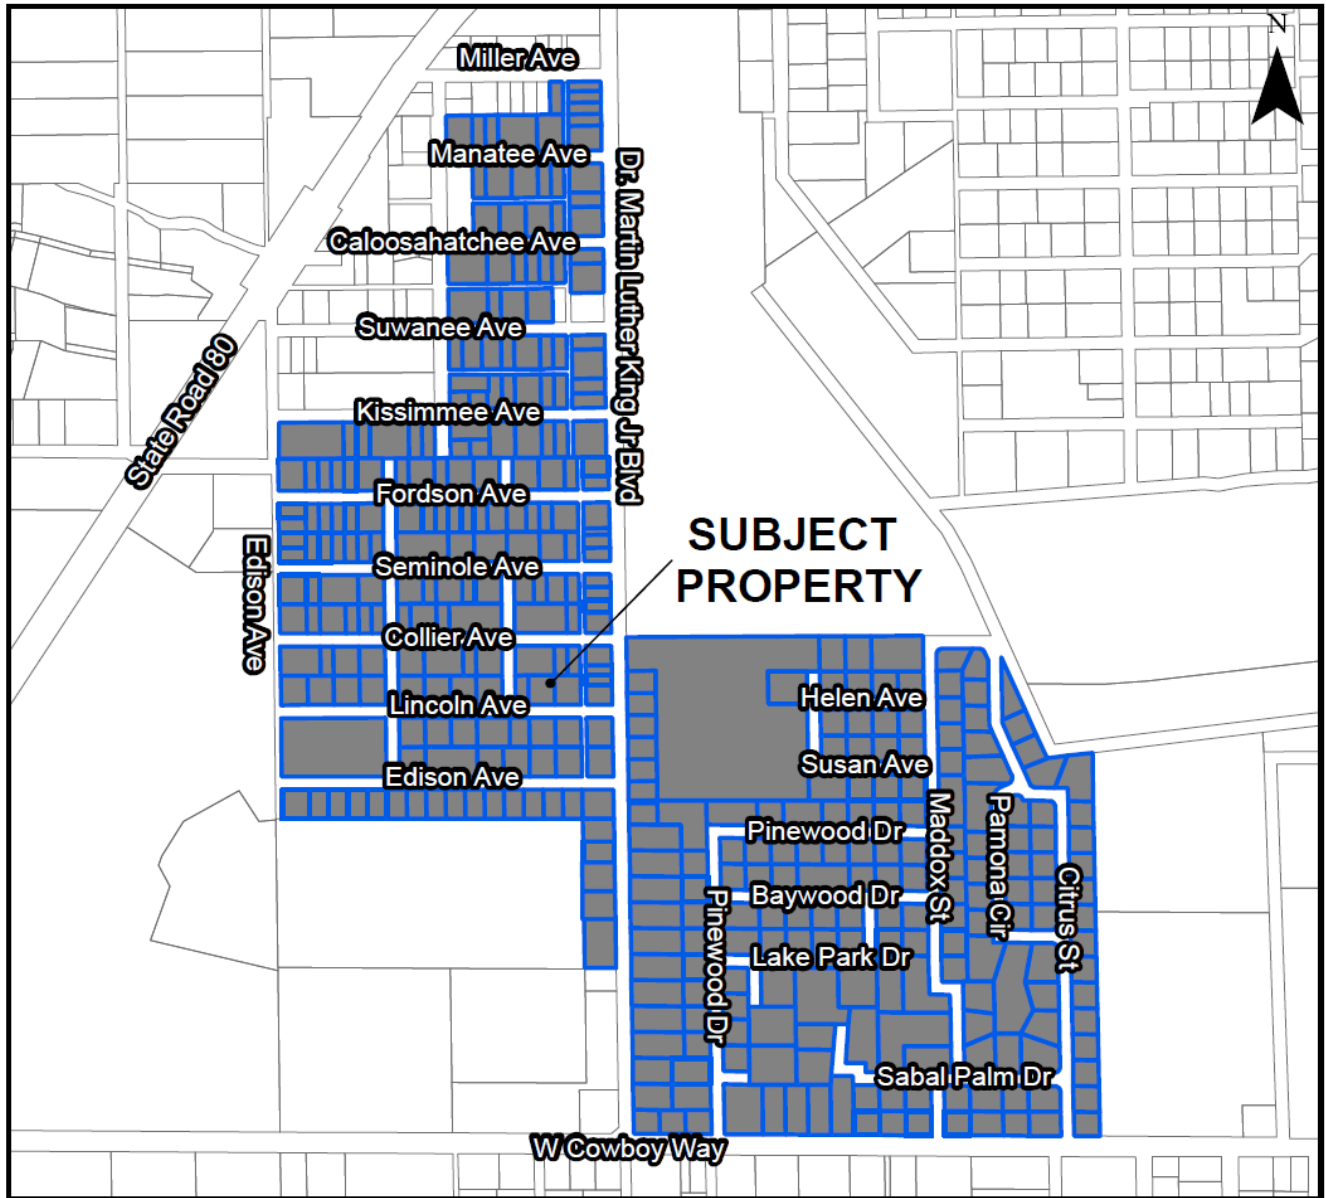 N
Miller Ave
Manatee Ave
Dr. Martin Luther King Jr Blvd
Caloosahatchee Ave
Suwanee Ave
State Road 80
Kissimmee Ave
Fordson Ave
SUBJECT
PROPERTY
Edison Ave
Seminole Ave
Collier Ave
Lincoln Ave
Helen Ave
Edison Ave
Susan Ave
Maddox St
Pamona Cir
Pinewood Dr
Citrus St
Baywood Dr
Pinewood Dr
Lake Park Dr
Sabal Palm Dr
W Cowboy Way